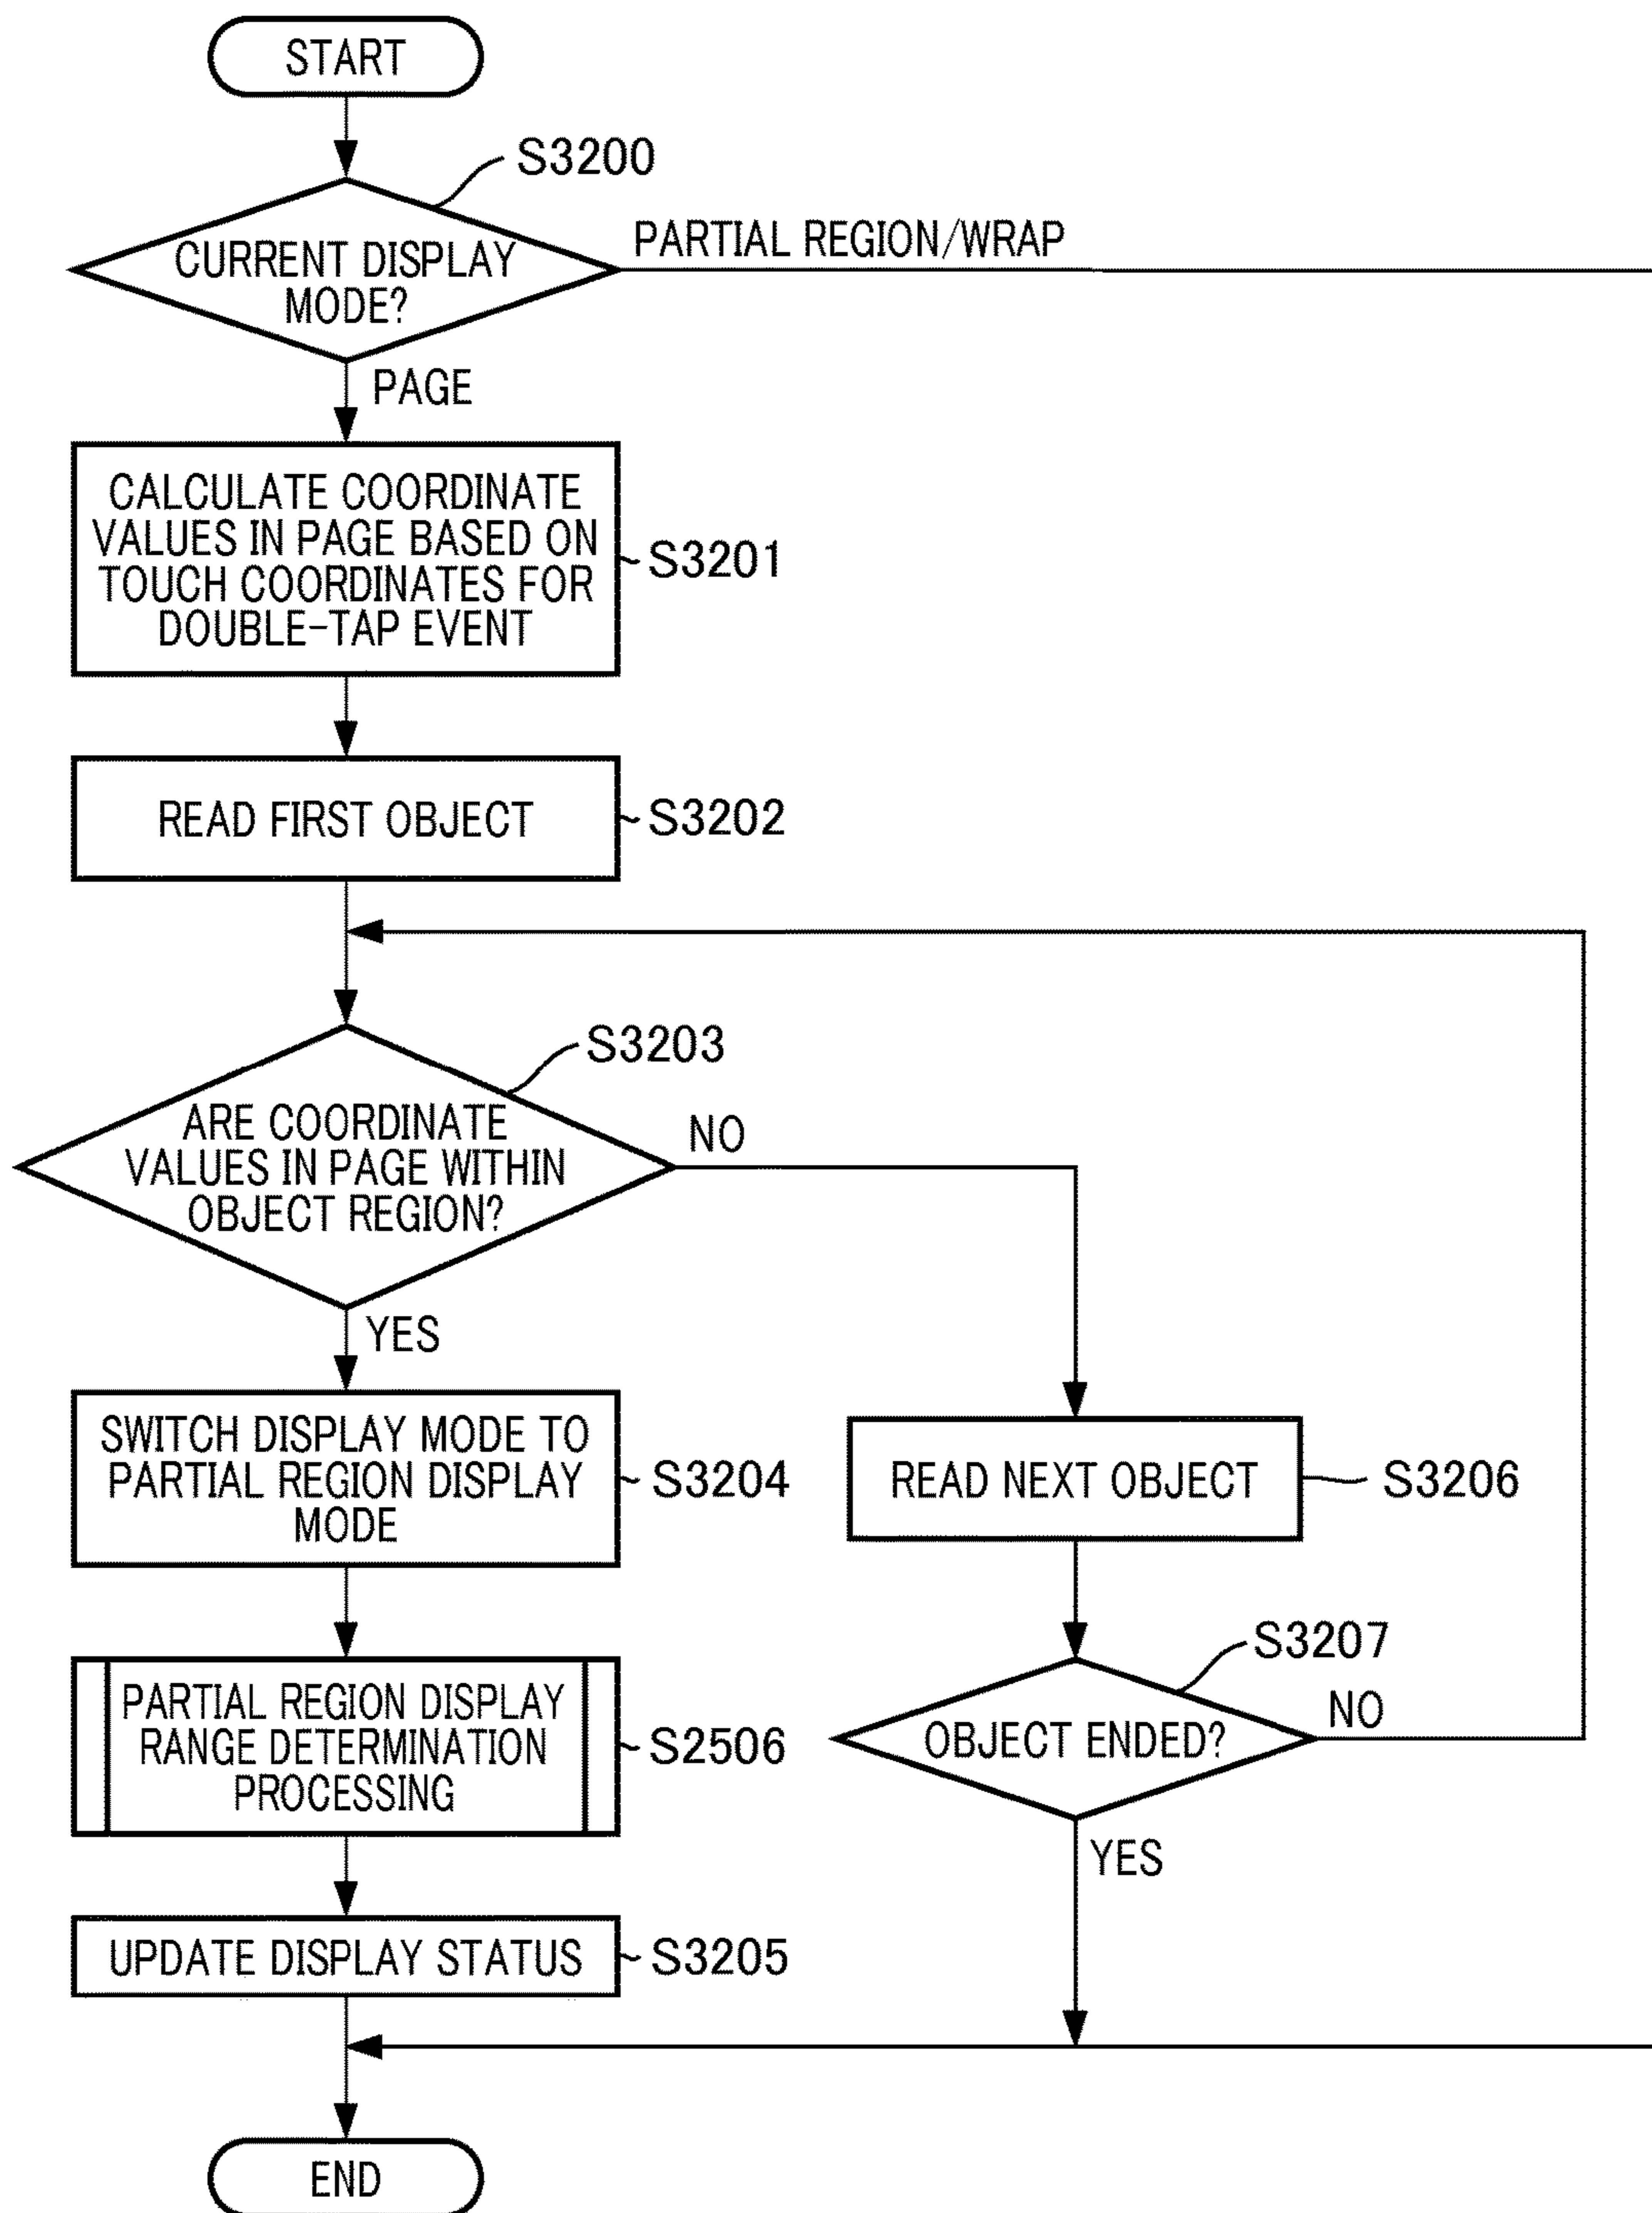 START
S3200
PARTIAL REGION/WRAP
CURRENT DISPLAY
MODE?
PAGE
CALCULATE COORDINATE
VALUES IN PAGE BASED ON
TOUCH COORDINATES FOR
DOUBLE-TAP EVENT
S3201
READ FIRST OBJECT
S3202
S3203
ARE COORDINATE
VALUES IN PAGE WITHIN
OBJECT REGION?
NO
YES
SWITCH DISPLAY MODE TO
PARTIAL REGION DISPLAY
MODE
S3204
READ NEXT OBJECT
S3206
PARTIAL REGION DISPLAY
RANGE DETERMINATION
PROCESSING
S2506
S3207
OBJECT ENDED?
NO
YES
UPDATE DISPLAY STATUS
S3205
END